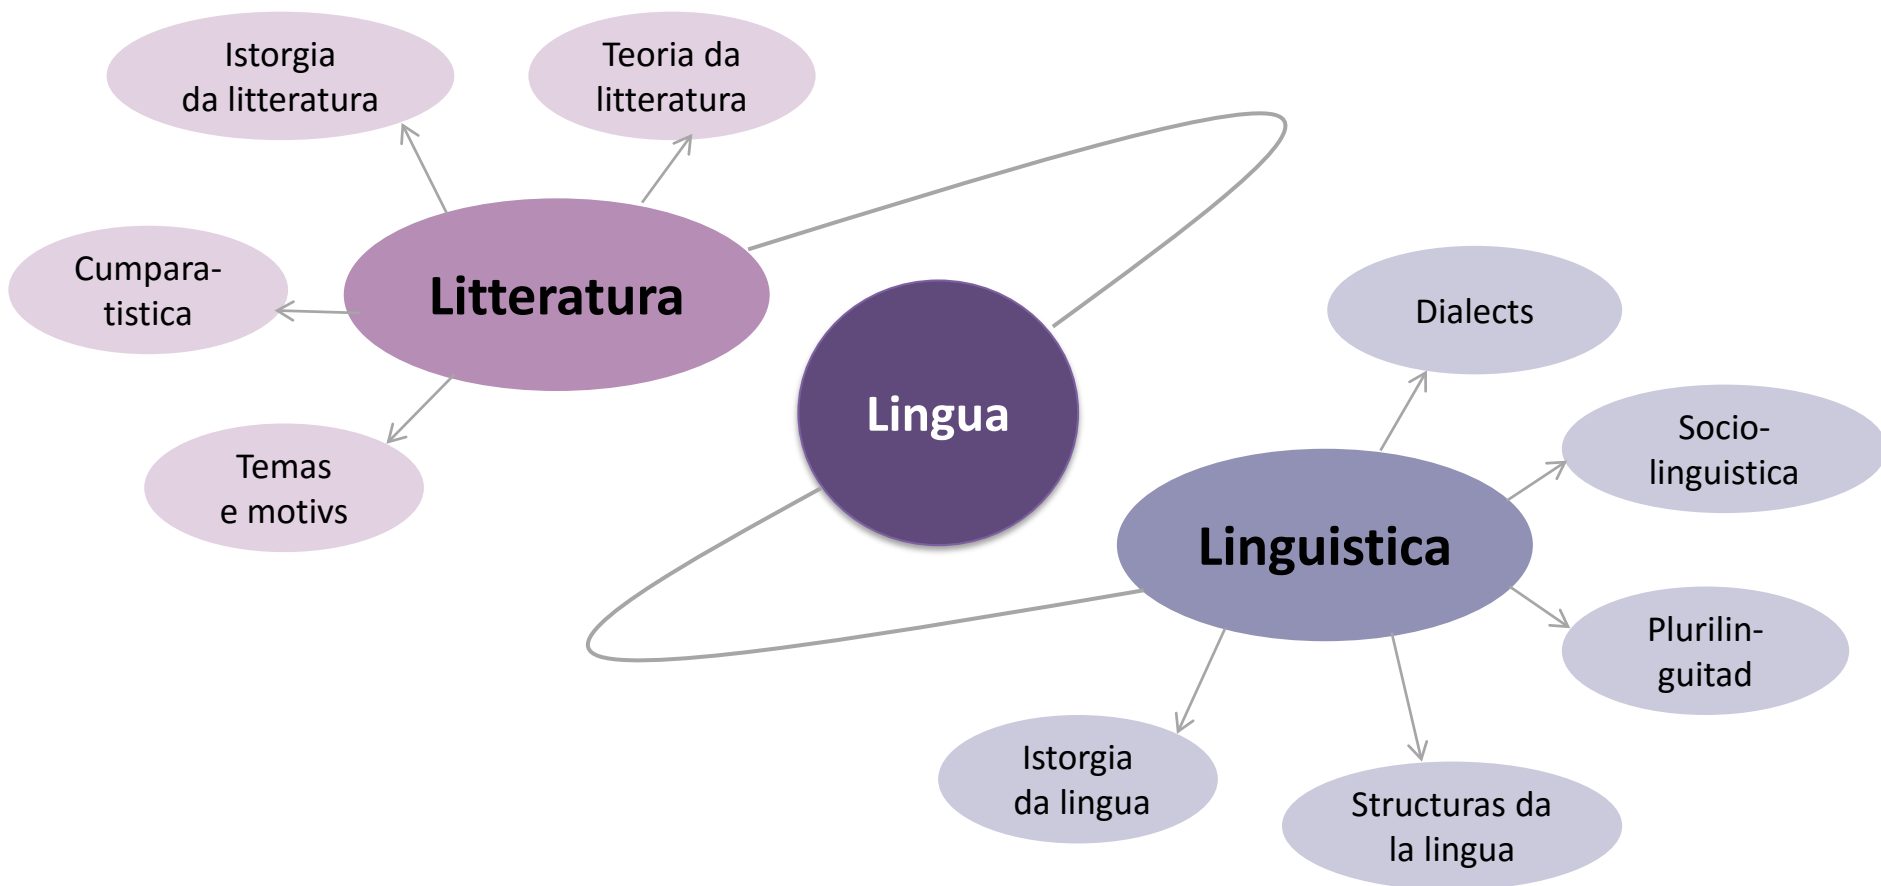 Istorgia
da litteratura
Teoria da
litteratura
Cumpara-
tistica
Litteratura
Temas
e motivs
Lingua
Dialects
Socio-
linguistica
Linguistica
Plurilin-
guitad
Istorgia
da lingua
Structuras da
la lingua